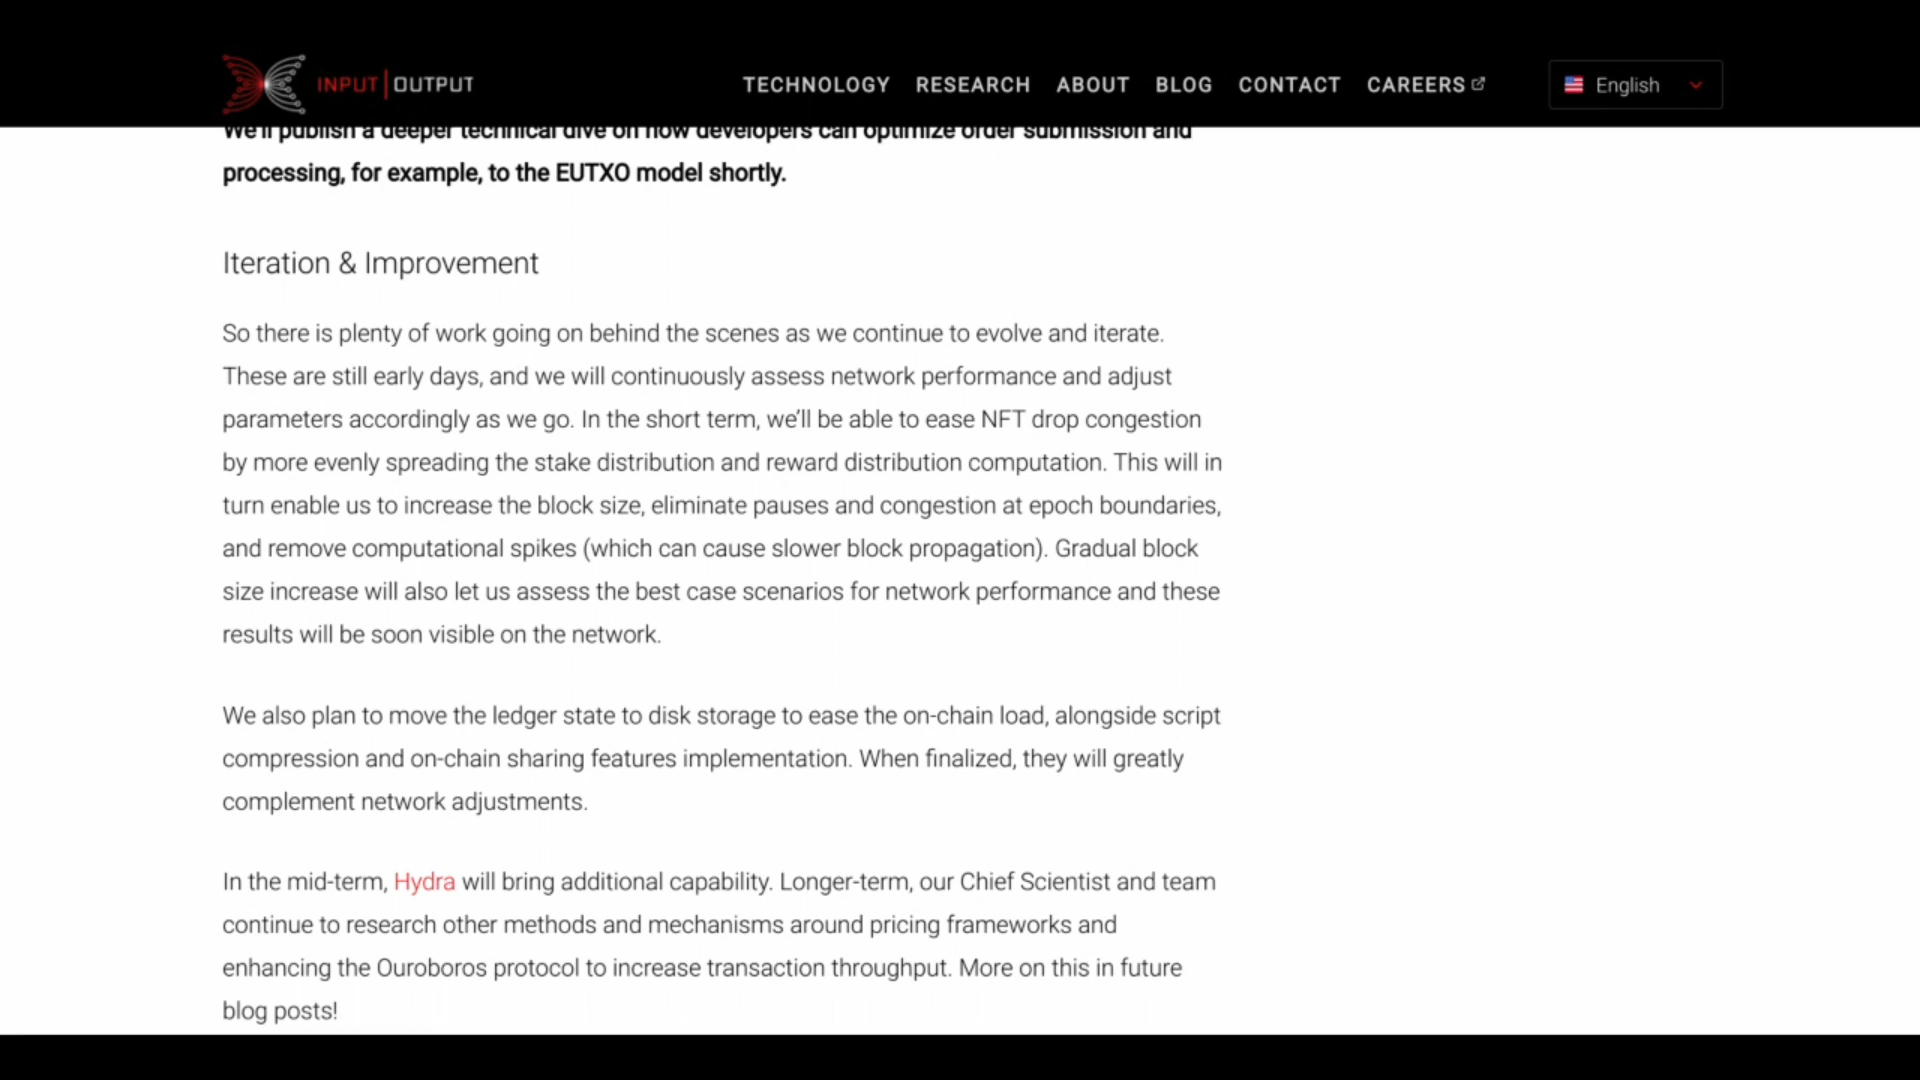 INPUT | OUTPUT
TECHNOLOGY RESEARCH ABOUT BLOG CONTACT CAREERS English
We'll publish a deeper technical dive on how developers can optimize order submission and
processing, for example, to the EUTXO model shortly.
Iteration & Improvement
So there is plenty of work going on behind the scenes as we continue to evolve and iterate.
These are still early days, and we will continuously assess network performance and adjust
parameters accordingly as we go. In the short term, we’ll be able to ease NFT drop congestion
by more evenly spreading the stake distribution and reward distribution computation. This will in
turn enable us to increase the block size, eliminate pauses and congestion at epoch boundaries,
and remove computational spikes (which can cause slower block propagation). Gradual block
size increase will also let us assess the best case scenarios for network performance and these
results will be soon visible on the network.
We also plan to move the ledger state to disk storage to ease the on-chain load, alongside script
compression and on-chain sharing features implementation. When finalized, they will greatly
complement network adjustments.
In the mid-term, Hydra will bring additional capability. Longer-term, our Chief Scientist and team
continue to research other methods and mechanisms around pricing frameworks and
enhancing the Ouroboros protocol to increase transaction throughput. More on this in future
blog posts!